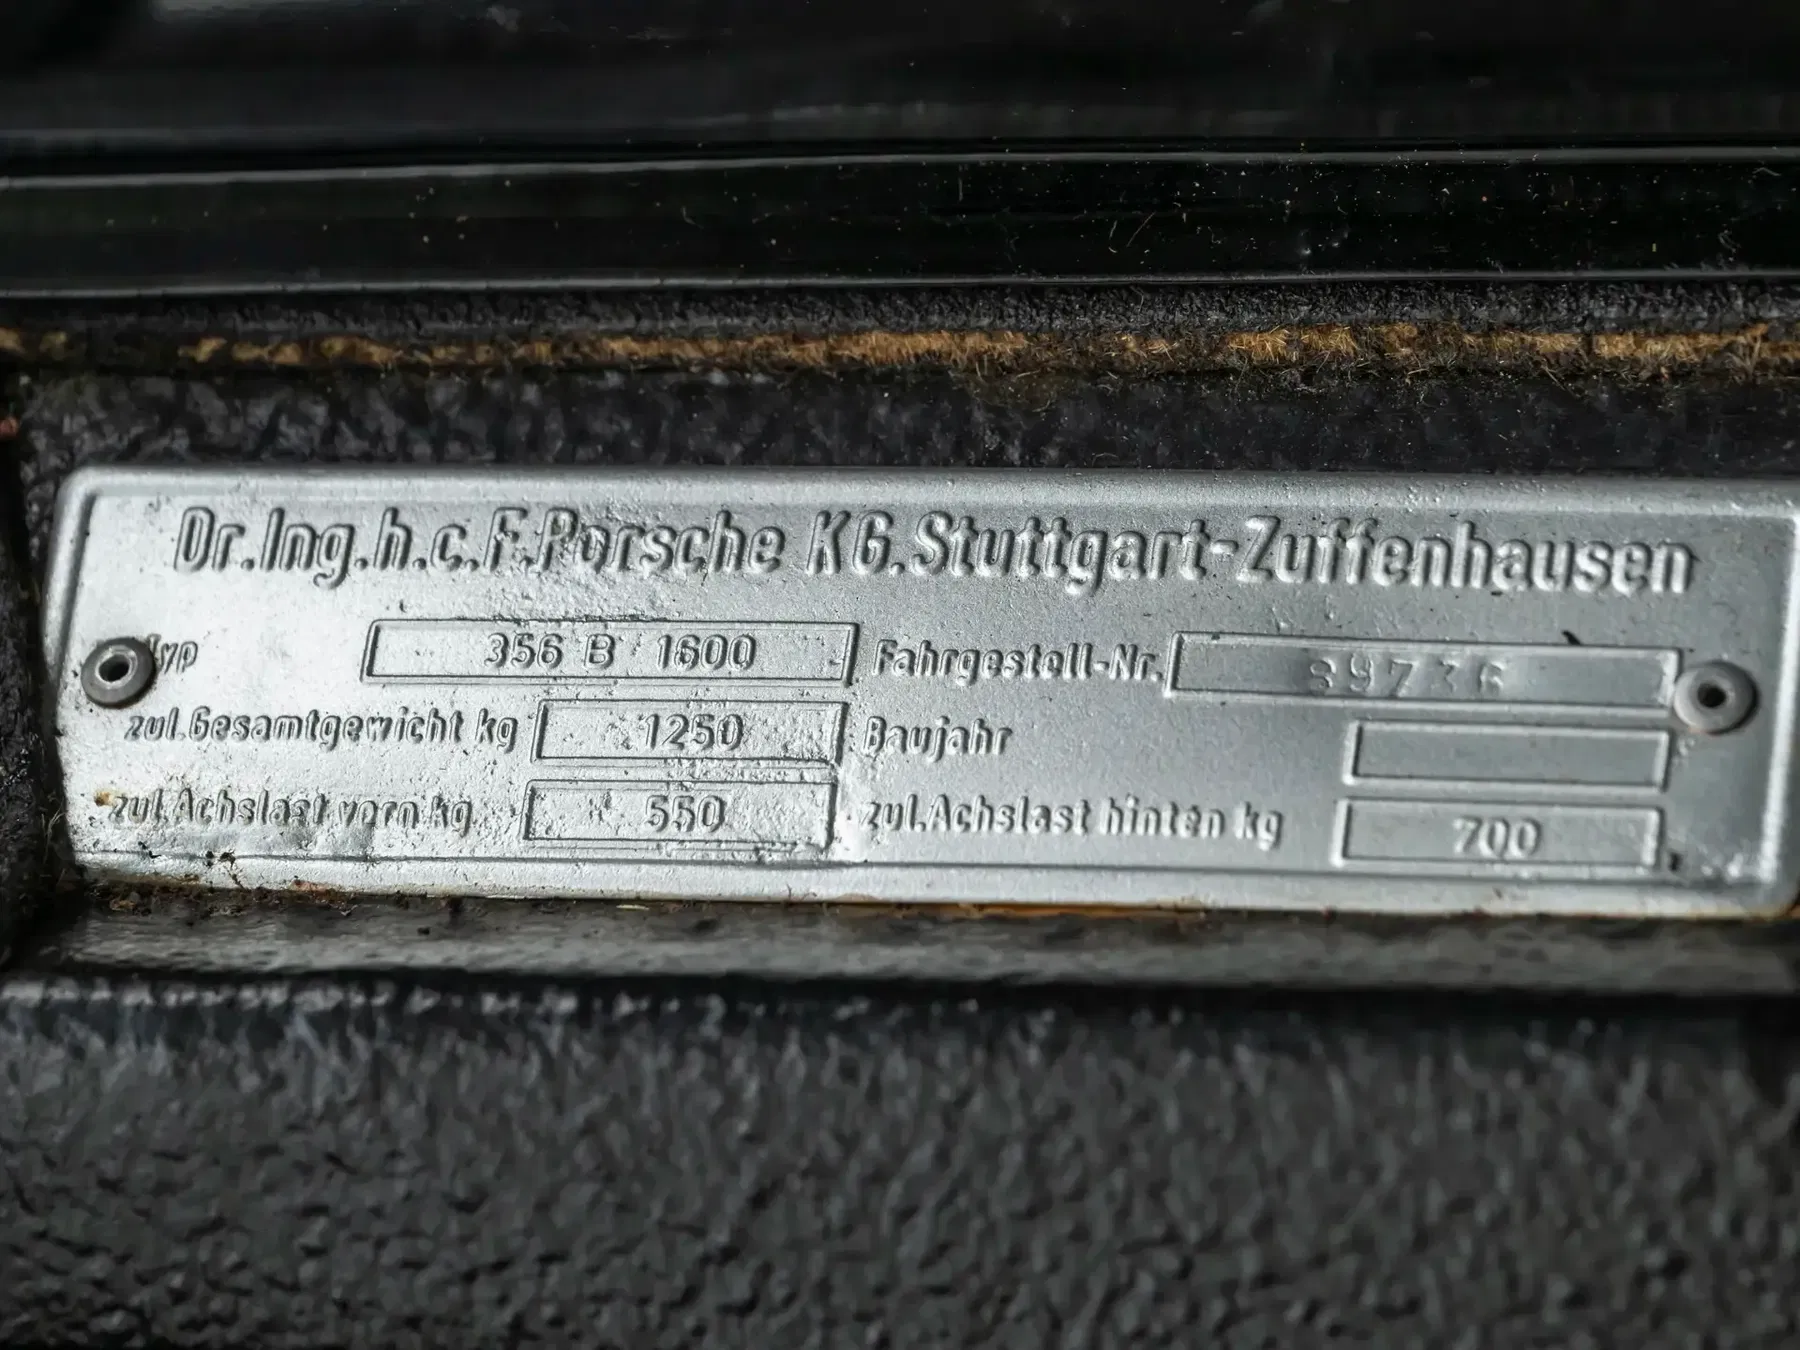 Dr.Ing.h.c.F.Porsche KG.Stuttgart-Zuffenhausen
Typ 356 B 1600 Fahrgestell-Nr.
zul.Gesamtgewicht kg 1250 Baujahr
zul.Achslast vorn kg 550 zul.Achslast hinten kg 700